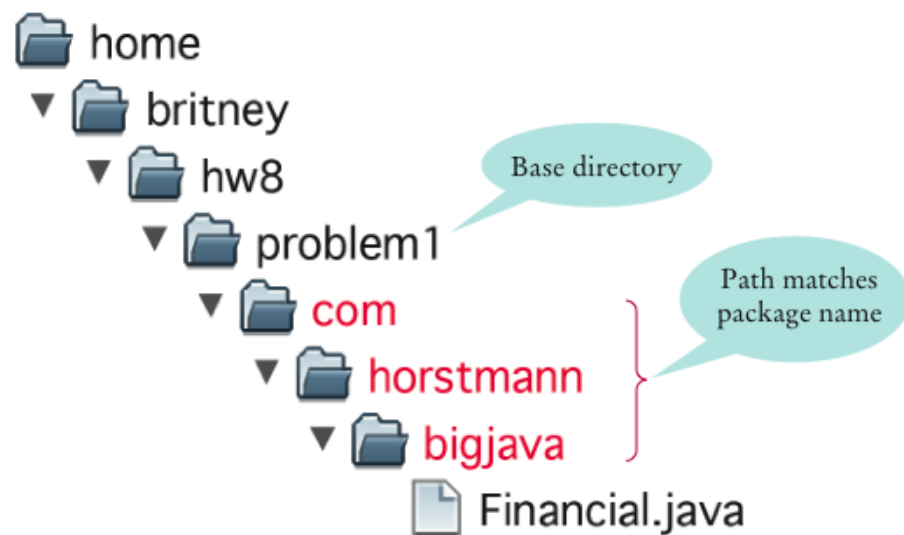 home
britney
hw8
Base directory
problem1
Path matches
package name
com
horstmann
bigjava
Financial.java